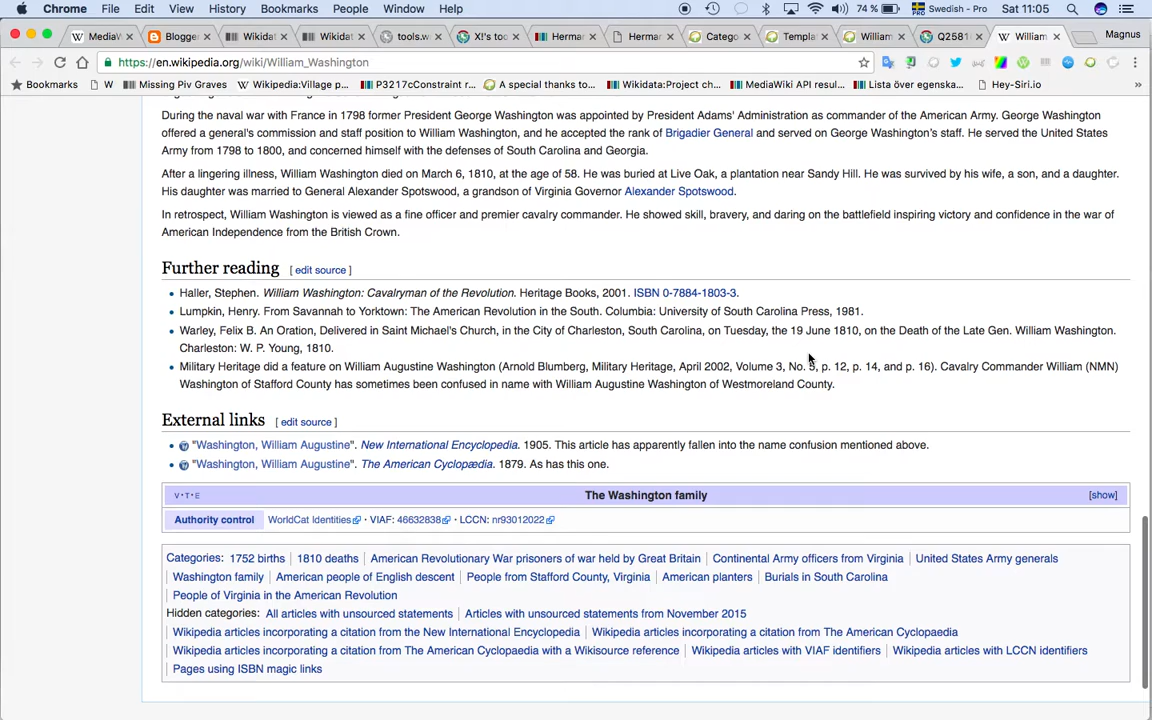 Chrome File Edit View History Bookmarks People Window Help 74 % Swedish - Pro Sat 11:05
MediaW Blogger Wikidat Wikidat tools.w X!'s too Herma Herman Catego Templa William Q2581 William Magnus
https://en.wikipedia.org/wiki/William_Washington
Bookmarks W Missing Piv Graves Wikipedia:Village p... P3217cConstraint r... A special thanks to... Wikidata:Project ch... MediaWiki API resul... Lista över egenska... Hey-Siri.io »
During the naval war with France in 1798 former President George Washington was appointed by President Adams' Administration as commander of the American Army. George Washington
offered a general's commission and staff position to William Washington, and he accepted the rank of Brigadier General and served on George Washington's staff. He served the United States
Army from 1798 to 1800, and concerned himself with the defenses of South Carolina and Georgia.
After a lingering illness, William Washington died on March 6, 1810, at the age of 58. He was buried at Live Oak, a plantation near Sandy Hill. He was survived by his wife, a son, and a daughter.
His daughter was married to General Alexander Spotswood, a grandson of Virginia Governor Alexander Spotswood.
In retrospect, William Washington is viewed as a fine officer and premier cavalry commander. He showed skill, bravery, and daring on the battlefield inspiring victory and confidence in the war of
American Independence from the British Crown.
Further reading [ edit source ]
Haller, Stephen. William Washington: Cavalryman of the Revolution. Heritage Books, 2001. ISBN 0-7884-1803-3.
Lumpkin, Henry. From Savannah to Yorktown: The American Revolution in the South. Columbia: University of South Carolina Press, 1981.
Warley, Felix B. An Oration, Delivered in Saint Michael's Church, in the City of Charleston, South Carolina, on Tuesday, the 19 June 1810, on the Death of the Late Gen. William Washington.
Charleston: W. P. Young, 1810.
Military Heritage did a feature on William Augustine Washington (Arnold Blumberg, Military Heritage, April 2002, Volume 3, No. 5, p. 12, p. 14, and p. 16). Cavalry Commander William (NMN)
Washington of Stafford County has sometimes been confused in name with William Augustine Washington of Westmoreland County.
External links [ edit source ]
"Washington, William Augustine". New International Encyclopedia. 1905. This article has apparently fallen into the name confusion mentioned above.
"Washington, William Augustine". The American Cyclopædia. 1879. As has this one.
V·T·E The Washington family [show]
Authority control WorldCat Identities · VIAF: 46632838 · LCCN: nr93012022
Categories: 1752 births | 1810 deaths | American Revolutionary War prisoners of war held by Great Britain | Continental Army officers from Virginia | United States Army generals
| Washington family | American people of English descent | People from Stafford County, Virginia | American planters | Burials in South Carolina
| People of Virginia in the American Revolution
Hidden categories: All articles with unsourced statements | Articles with unsourced statements from November 2015
| Wikipedia articles incorporating a citation from the New International Encyclopedia | Wikipedia articles incorporating a citation from The American Cyclopaedia
| Wikipedia articles incorporating a citation from The American Cyclopaedia with a Wikisource reference | Wikipedia articles with VIAF identifiers | Wikipedia articles with LCCN identifiers
| Pages using ISBN magic links